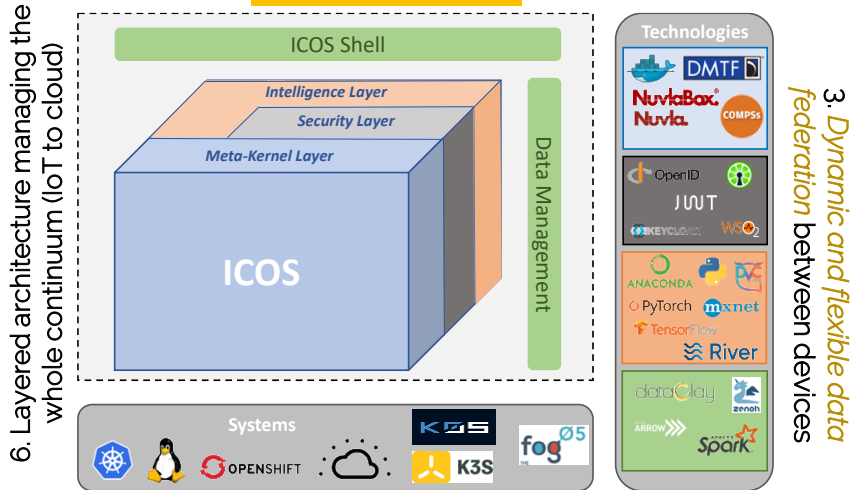 6. Layered architecture managing the
whole continuum (IoT to cloud)
ICOS Shell
Intelligence Layer
Security Layer
Meta-Kernel Layer
ICOS
Data Management
Systems
OPENSHIFT
K0S
K3S
fog05
THE
Technologies
DMTF
NuvlaBox.®
Nuvla.
COMPSs
OpenID
JWT
KEYCLOAK
WSO2
ANACONDA
DVC
PyTorch
mxnet
TensorFlow
River
dataClay
zenoh
ARROW
APACHE
Spark
3. Dynamic and flexible data
federation between devices